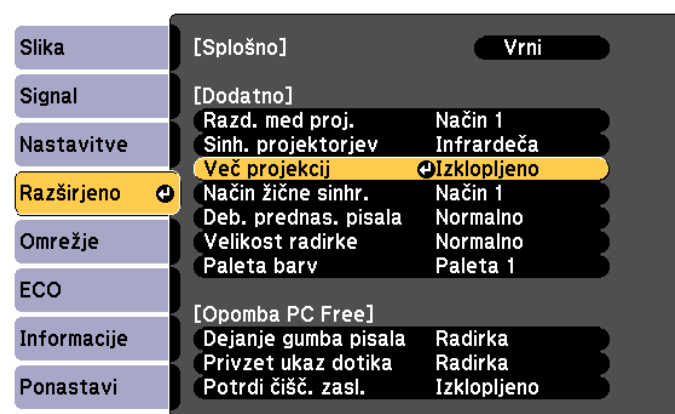 Slika
Signal
Nastavitve
Razširjeno
Omrežje
ECO
Informacije
Ponastavi
[Splošno] Vrni
[Dodatno]
Razd. med proj. Način 1
Sinh. projektorjev Infrardeča
Več projekcij Izklopljeno
Način žične sinhr. Način 1
Deb. prednas. pisala Normalno
Velikost radirke Normalno
Paleta barv Paleta 1
[Opomba PC Free]
Dejanje gumba pisala Radirka
Privzet ukaz dotika Radirka
Potrdi čišč. zasl. Izklopljeno